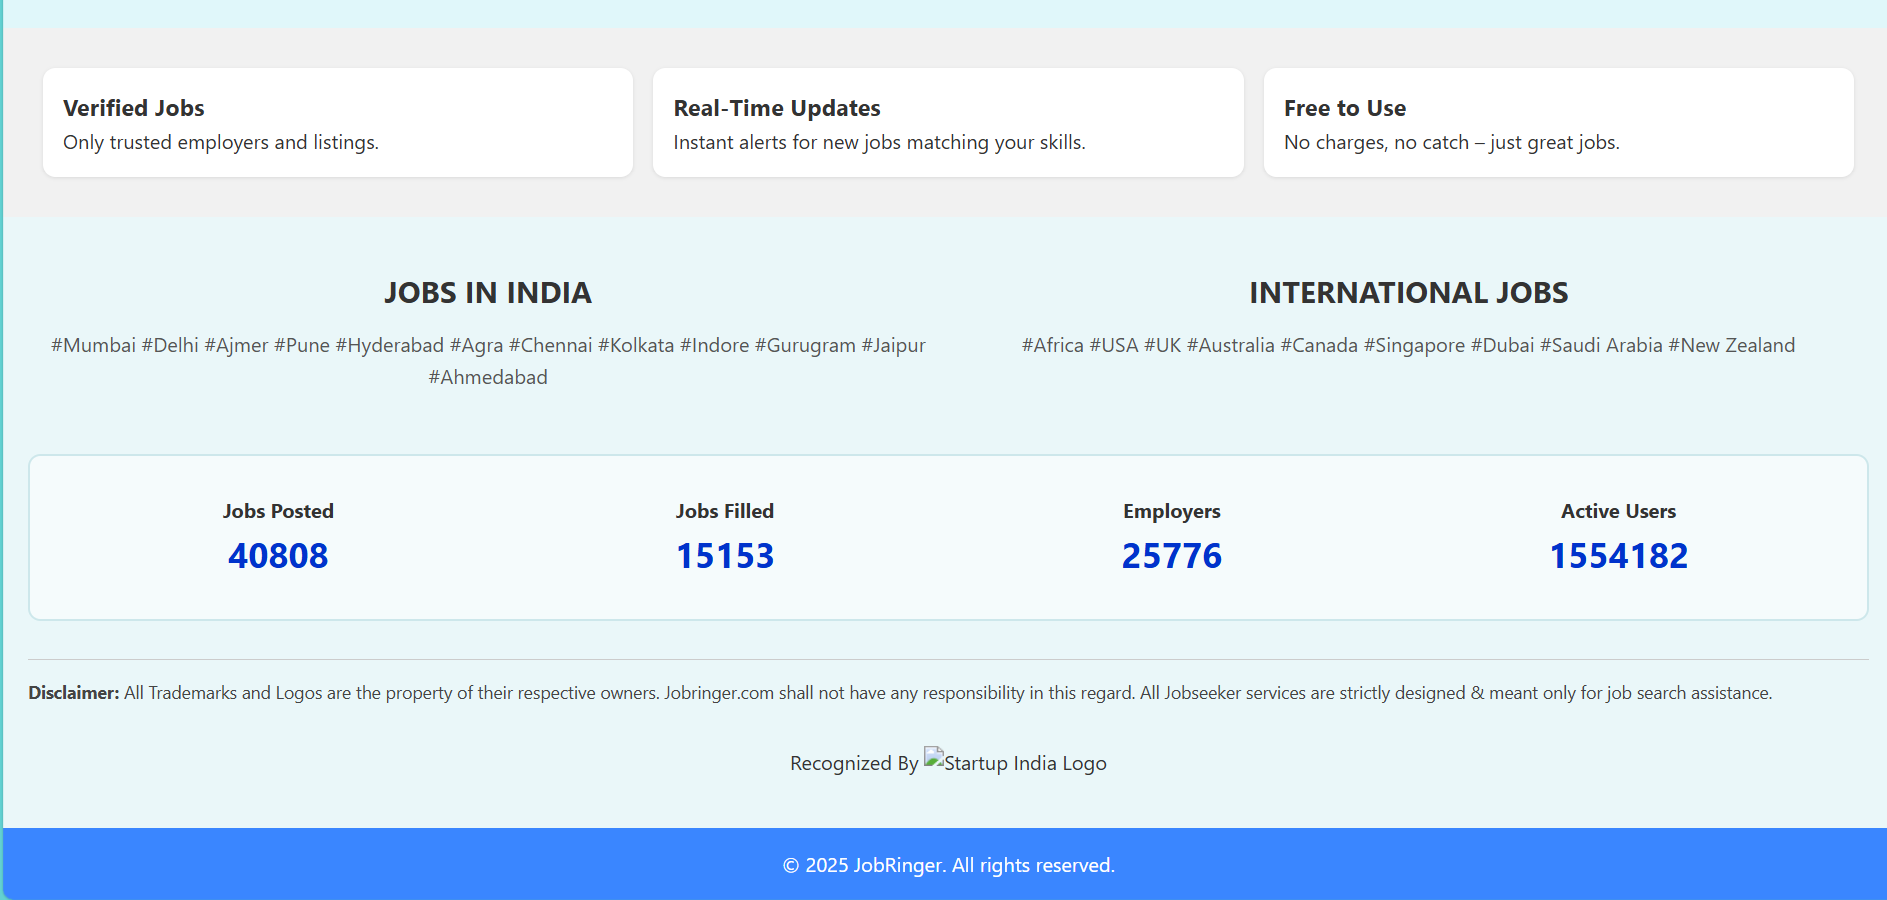 Verified Jobs
Only trusted employers and listings.
Real-Time Updates
Instant alerts for new jobs matching your skills.
Free to Use
No charges, no catch – just great jobs.
JOBS IN INDIA
#Mumbai #Delhi #Ajmer #Pune #Hyderabad #Agra #Chennai #Kolkata #Indore #Gurugram #Jaipur
#Ahmedabad
INTERNATIONAL JOBS
#Africa #USA #UK #Australia #Canada #Singapore #Dubai #Saudi Arabia #New Zealand
Jobs Posted
40808
Jobs Filled
15153
Employers
25776
Active Users
1554182
Disclaimer: All Trademarks and Logos are the property of their respective owners. Jobringer.com shall not have any responsibility in this regard. All Jobseeker services are strictly designed & meant only for job search assistance.
Recognized By Startup India Logo
© 2025 JobRinger. All rights reserved.